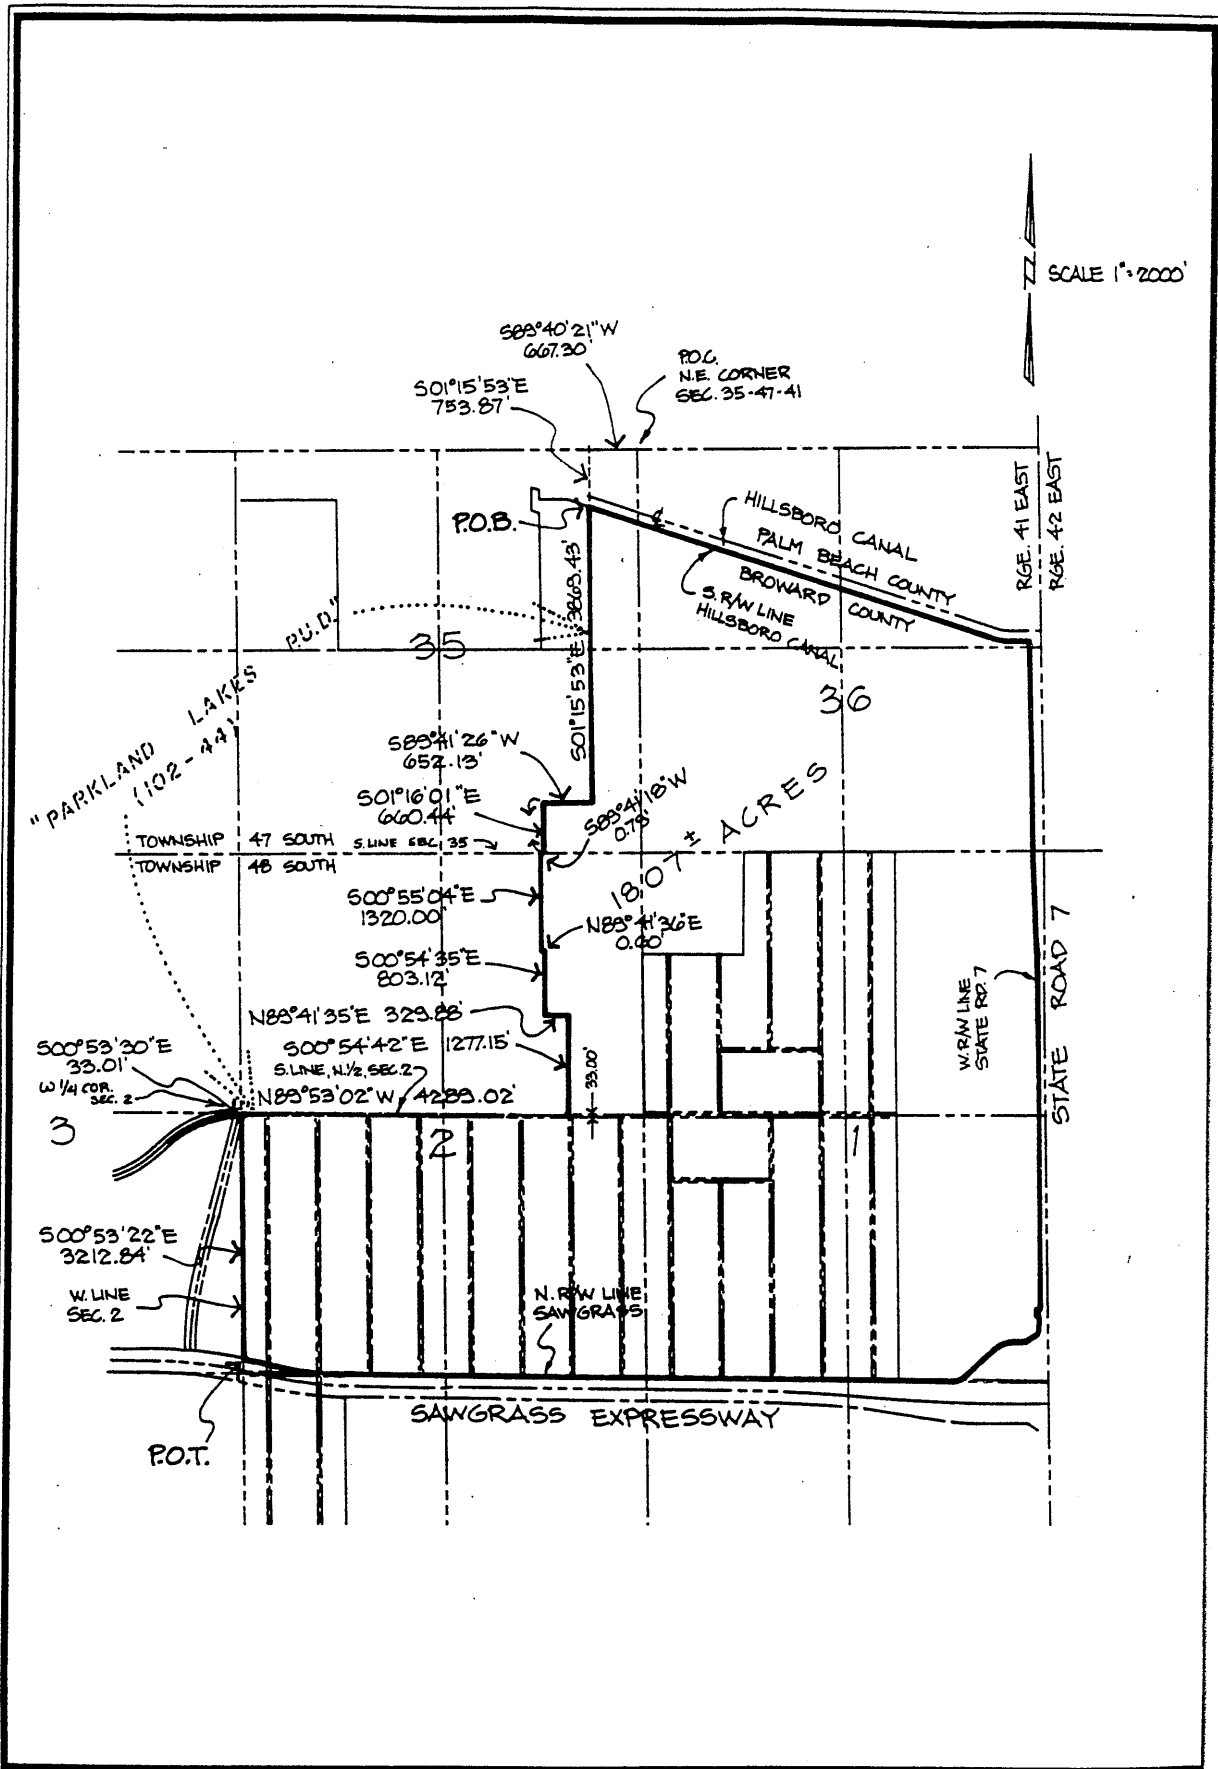 SCALE 1"=2000'
S89°40'21"W
667.30'
P.O.C.
N.E. CORNER
SEC. 35-47-41
S01°15'53"E
753.87'
RGE. 41 EAST
RGE. 42 EAST
P.O.B.
HILLSBORO CANAL
PALM BEACH COUNTY
BROWARD COUNTY
S. R/W LINE
HILLSBORO CANAL
S01°15'53"E 3869.43'
"PARKLAND LAKES P.U.D."
(102-44)
35
36
S89°41'26"W
652.13'
S01°16'01"E
660.44'
S89°41'18"W
0.78'
1807± ACRES
TOWNSHIP 47 SOUTH
S. LINE SEC. 35
TOWNSHIP 48 SOUTH
S00°55'04"E
1320.00'
N89°41'36"E
0.60'
S00°54'35"E
803.12'
N89°41'35"E 329.88'
S00°54'42"E 1277.15'
S. LINE, N.1/2, SEC. 2
N89°53'02"W 4289.02'
33.00'
W. R/W LINE
STATE RD. 7
STATE ROAD 7
S00°53'30"E
33.01'
W 1/4 COR.
SEC. 2
3
2
1
S00°53'22"E
3212.84'
W. LINE
SEC. 2
N. R/W LINE
SAWGRASS
SAWGRASS EXPRESSWAY
P.O.T.